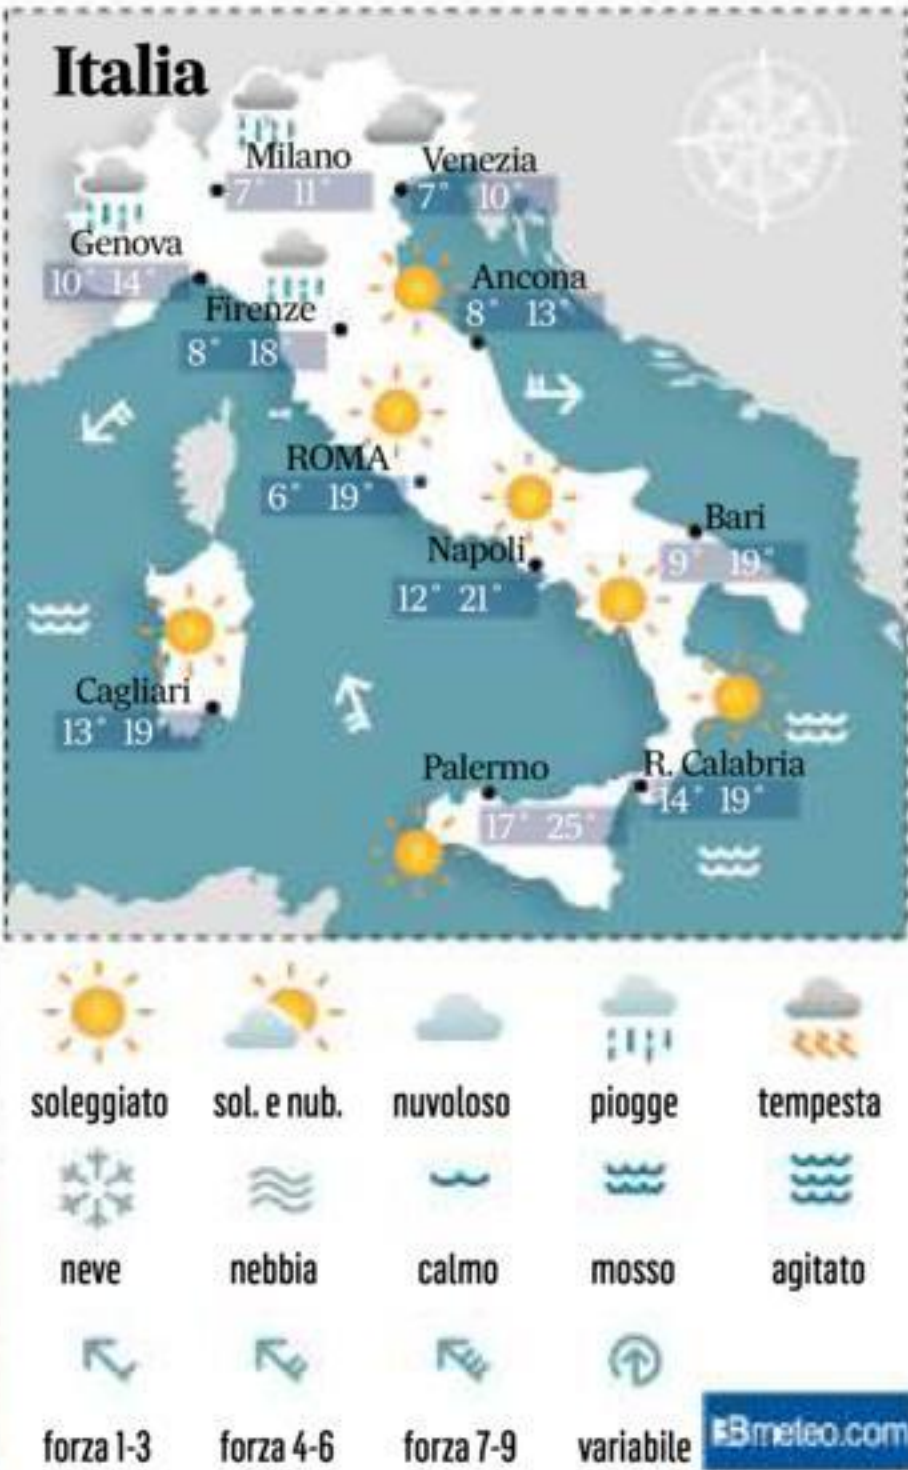 Italia
Milano
7° 11°
Venezia
7° 10°
Genova
10° 14°
Ancona
8° 13°
Firenze
8° 18°
ROMA
6° 19°
Bari
9° 19°
Napoli
12° 21°
Cagliari
13° 19°
Palermo
17° 25°
R. Calabria
14° 19°
soleggiato sol. e nub. nuvoloso piogge tempesta
neve nebbia calmo mosso agitato
forza 1-3 forza 4-6 forza 7-9 variabile
3Bmeteo.com